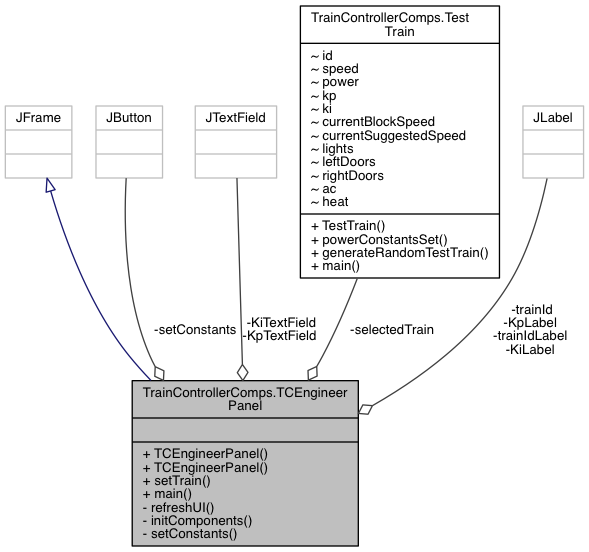 TrainControllerComps.Test
Train
~ id
~ speed
~ power
~ kp
~ ki
~ currentBlockSpeed
~ currentSuggestedSpeed
~ lights
~ leftDoors
~ rightDoors
~ ac
~ heat
+ TestTrain()
+ powerConstantsSet()
+ generateRandomTestTrain()
+ main()
JFrame
JButton
JTextField
JLabel
-setConstants
-KiTextField
-KpTextField
-selectedTrain
-trainId
-KpLabel
-trainIdLabel
-KiLabel
TrainControllerComps.TCEngineer
Panel
+ TCEngineerPanel()
+ TCEngineerPanel()
+ setTrain()
+ main()
- refreshUI()
- initComponents()
- setConstants()